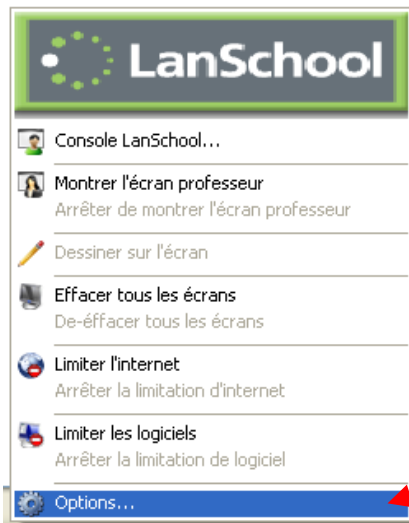 LanSchool
Console LanSchool...
Montrer l'écran professeur
Arrêter de montrer l'écran professeur
Dessiner sur l'écran
Effacer tous les écrans
De-éffacer tous les écrans
Limiter l'internet
Arrêter la limitation d'internet
Limiter les logiciels
Arrêter la limitation de logiciel
Options...